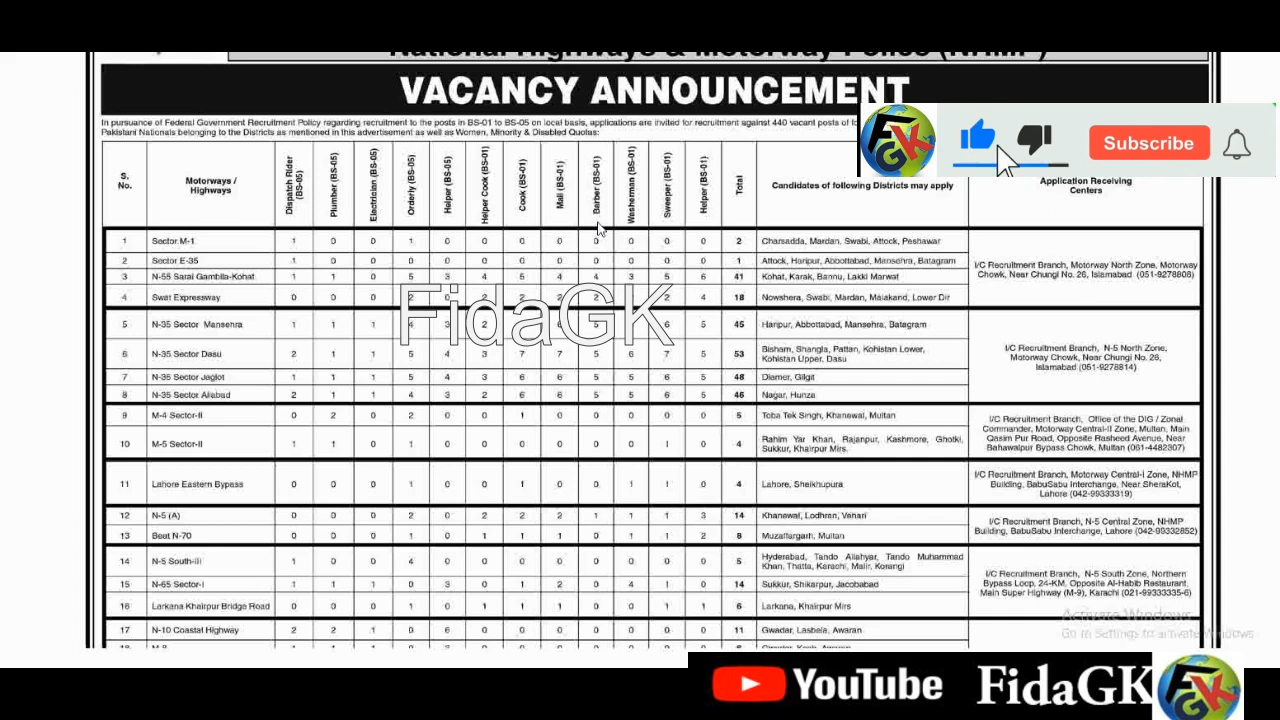 National Highways & Motorway Police (NHMP)
VACANCY ANNOUNCEMENT
In pursuance of Federal Government Recruitment Policy regarding recruitment to the posts in BS-01 to BS-05 on local basis, applications are invited for recruitment against 440 vacant posts of
Pakistani Nationals belonging to the Districts as mentioned in this advertisement as well as Women, Minority & Disabled Quotas:
Subscribe
S. No. Motorways / Highways Dispatch Rider (BS-05) Plumber (BS-05) Electrician (BS-05) Orderly (BS-05) Helper (BS-05) Helper Cook (BS-01) Cook (BS-01) Mali (BS-01) Barber (BS-01) Washerman (BS-01) Sweeper (BS-01) Helper (BS-01) Total Candidates of following Districts may apply Application Receiving Centers
1 Sector.M-1 1 0 0 1 0 0 0 0 0 0 0 0 2 Charsadda, Mardan, Swabi, Attock, Peshawar
2 Sector E-35 1 0 0 0 0 0 0 0 0 0 0 0 1 Attock, Haripur, Abbottabad, Mansehra, Batagram
3 N-55 Sarai Gambila-Kohat 1 1 0 5 3 4 5 4 4 3 5 6 41 Kohat, Karak, Bannu, Lakki Marwat
4 Swat Expressway 0 0 0 2 0 2 2 2 2 2 4 18 Nowshera, Swabi, Mardan, Malakand, Lower Dir
I/C Recruitment Branch, Motorway North Zone, Motorway
Chowk, Near Chungi No. 26, Islamabad (051-9278808)
FidaGK
5 N-35 Sector Mansehra 1 1 1 4 3 2 6 5 6 5 45 Haripur, Abbottabad, Mansehra, Batagram
6 N-35 Sector Dasu 2 1 1 5 4 3 7 7 5 6 7 5 53 Bisham, Shangla, Pattan, Kohistan Lower,
Kohistan Upper. Dasu
7 N-35 Sector Jaglot 1 1 1 5 4 3 6 6 5 5 6 5 48 Diamer, Gilgit
8 N-35 Sector Aliabad 2 1 1 4 3 2 6 6 5 5 6 5 46 Nagar, Hunza
I/C Recruitment Branch, N-5 North Zone,
Motorway Chowk, Near Chungi No. 26,
Islamabad (051-9278814)
9 M-4 Sector-II 0 2 0 2 0 0 1 0 0 0 0 0 5 Toba Tek Singh, Khanewal, Multan
10 M-5 Sector-II 1 1 0 1 0 0 0 0 0 0 1 0 4 Rahim Yar Khan, Rajanpur, Kashmore, Ghotki,
Sukkur, Khairpur Mirs.
I/C Recruitment Branch, Office of the DIG / Zonal
Commander, Motorway Central-II Zone, Multan, Main
Qasim Pur Road, Opposite Rasheed Avenue, Near
Bahawalpur Bypass Chowk, Multan (061-4482307)
11 Lahore Eastern Bypass 0 0 0 1 0 0 1 0 0 1 1 0 4 Lahore, Sheikhupura
I/C Recruitment Branch, Motorway Central-I Zone, NHMP
Building, BabuSabu Interchange, Near SheraKot,
Lahore (042-99333319)
12 N-5 (A) 0 0 0 2 0 2 2 2 1 1 1 3 14 Khanewal, Lodhran, Vehari
13 Beat N-70 0 0 0 1 0 1 1 1 0 1 1 2 8 Muzaffargarh, Multan
I/C Recruitment Branch, N-5 Central Zone, NHMP
Building, BabuSabu Interchange, Lahore (042-99332852)
14 N-5 South-III 0 1 0 4 0 0 0 0 0 0 0 0 5 Hyderabad, Tando Allahyar, Tando Muhammad
Khan, Thatta, Karachi, Malir, Korangi
15 N-65 Sector-I 1 1 1 0 3 0 1 2 0 4 1 0 14 Sukkur, Shikarpur, Jacobabad
16 Larkana Khairpur Bridge Road 0 0 0 1 0 1 1 1 0 0 1 1 6 Larkana, Khairpur Mirs
I/C Recruitment Branch, N-5 South Zone, Northern
Bypass Loop, 24-KM, Opposite Al-Habib Restaurant,
Main Super Highway (M-9), Karachi (021-99333335-6)
17 N-10 Coastal Highway 2 2 1 0 6 0 0 0 0 0 0 0 11 Gwadar, Lasbela, Awaran
Activate Windows
Go to Settings to activate Windows
YouTube FidaGK